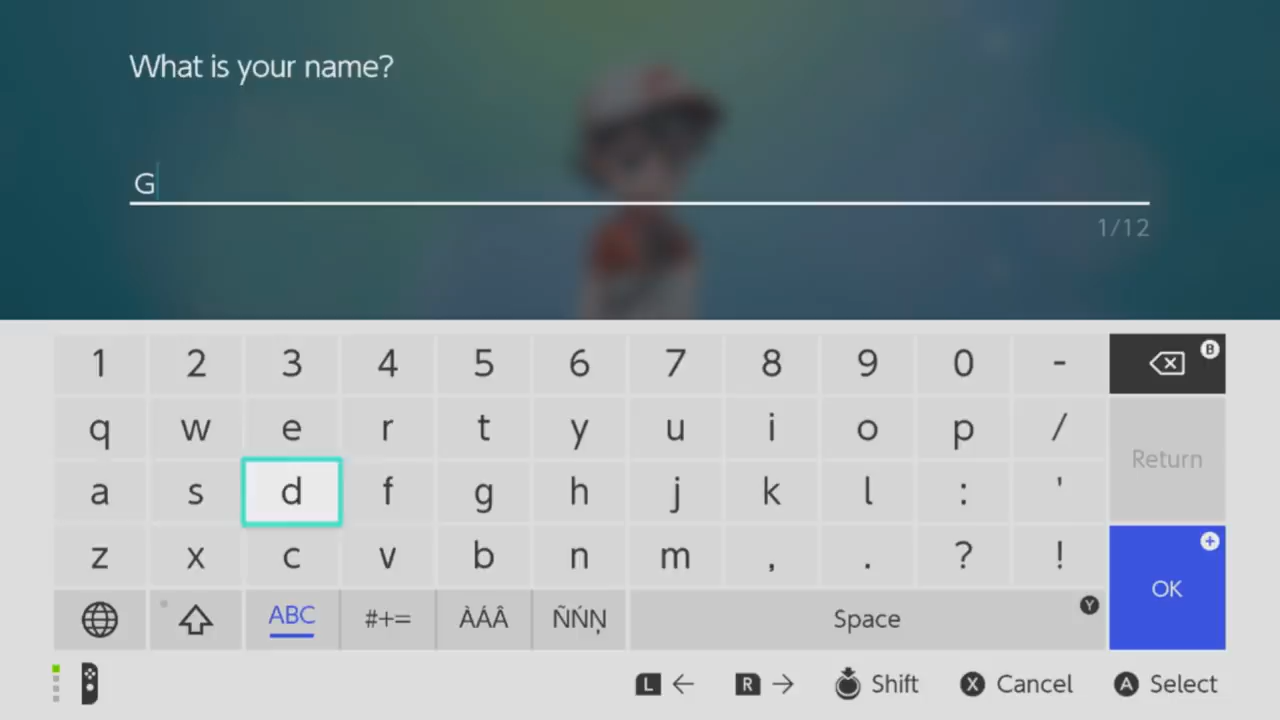 What is your name?
G
1/12
1 2 3 4 5 6 7 8 9 0 - B
q w e r t y u i o p / Return
a s d f g h j k l : '
z x c v b n m , . ? ! + OK
ABC #+= ÀÁÂ ÑŃŅ Space Y
L ← R → Shift X Cancel A Select